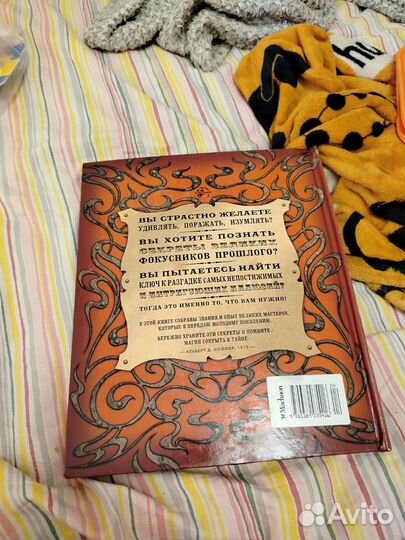 Вы страстно желаете
удивлять, поражать, изумлять?
Вы хотите познать
секреты великих
фокусников прошлого?
Вы пытаетесь найти
ключ к разгадке самых непостижимых
и интригующих иллюзий?
Тогда это именно то, что вам нужно!
В этой книге собраны знания и опыт великих мастеров,
которые я передаю молодому поколению.
Бережно храните эти секреты и помните —
магия сокрыта в тайне.
— Альберт Д. Шеффер, 1915 —
Machaon
hu
Avito